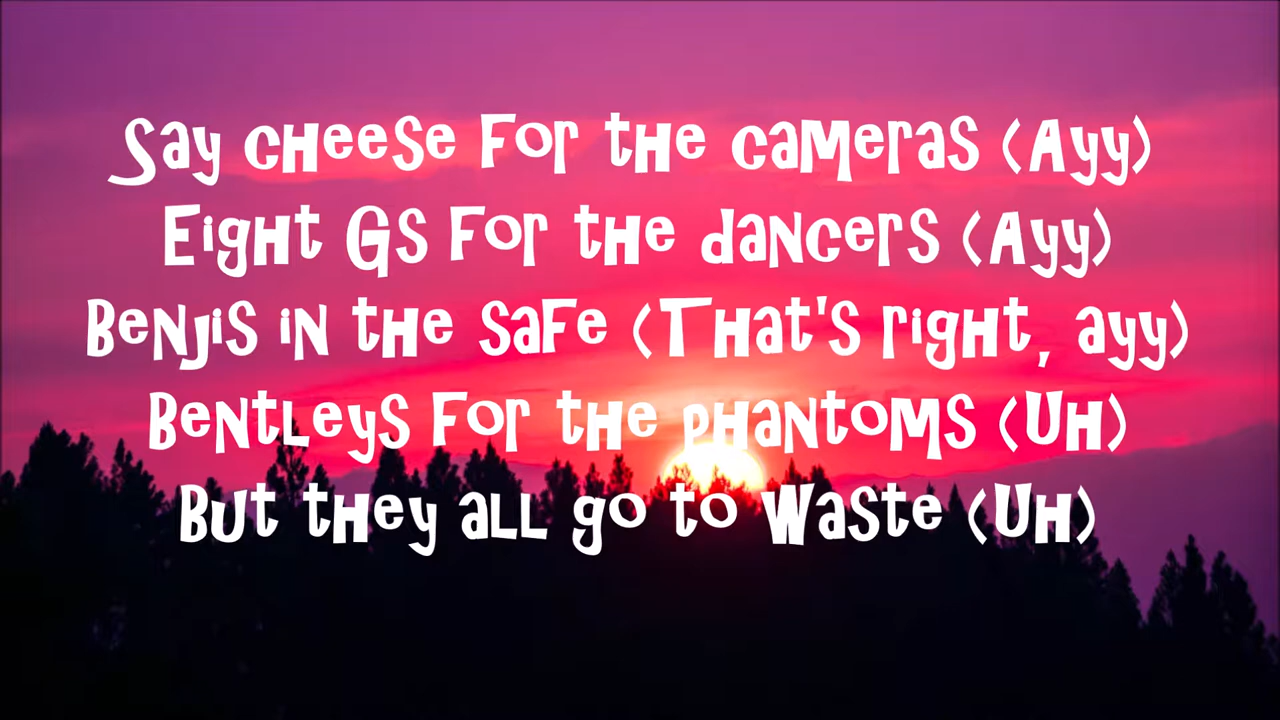 Say cheese for the cameras (Ayy)
Eight Gs for the dancers (Ayy)
Benjis in the safe (That's right, ayy)
Bentleys for the phantoms (Uh)
But they all go to waste (Uh)